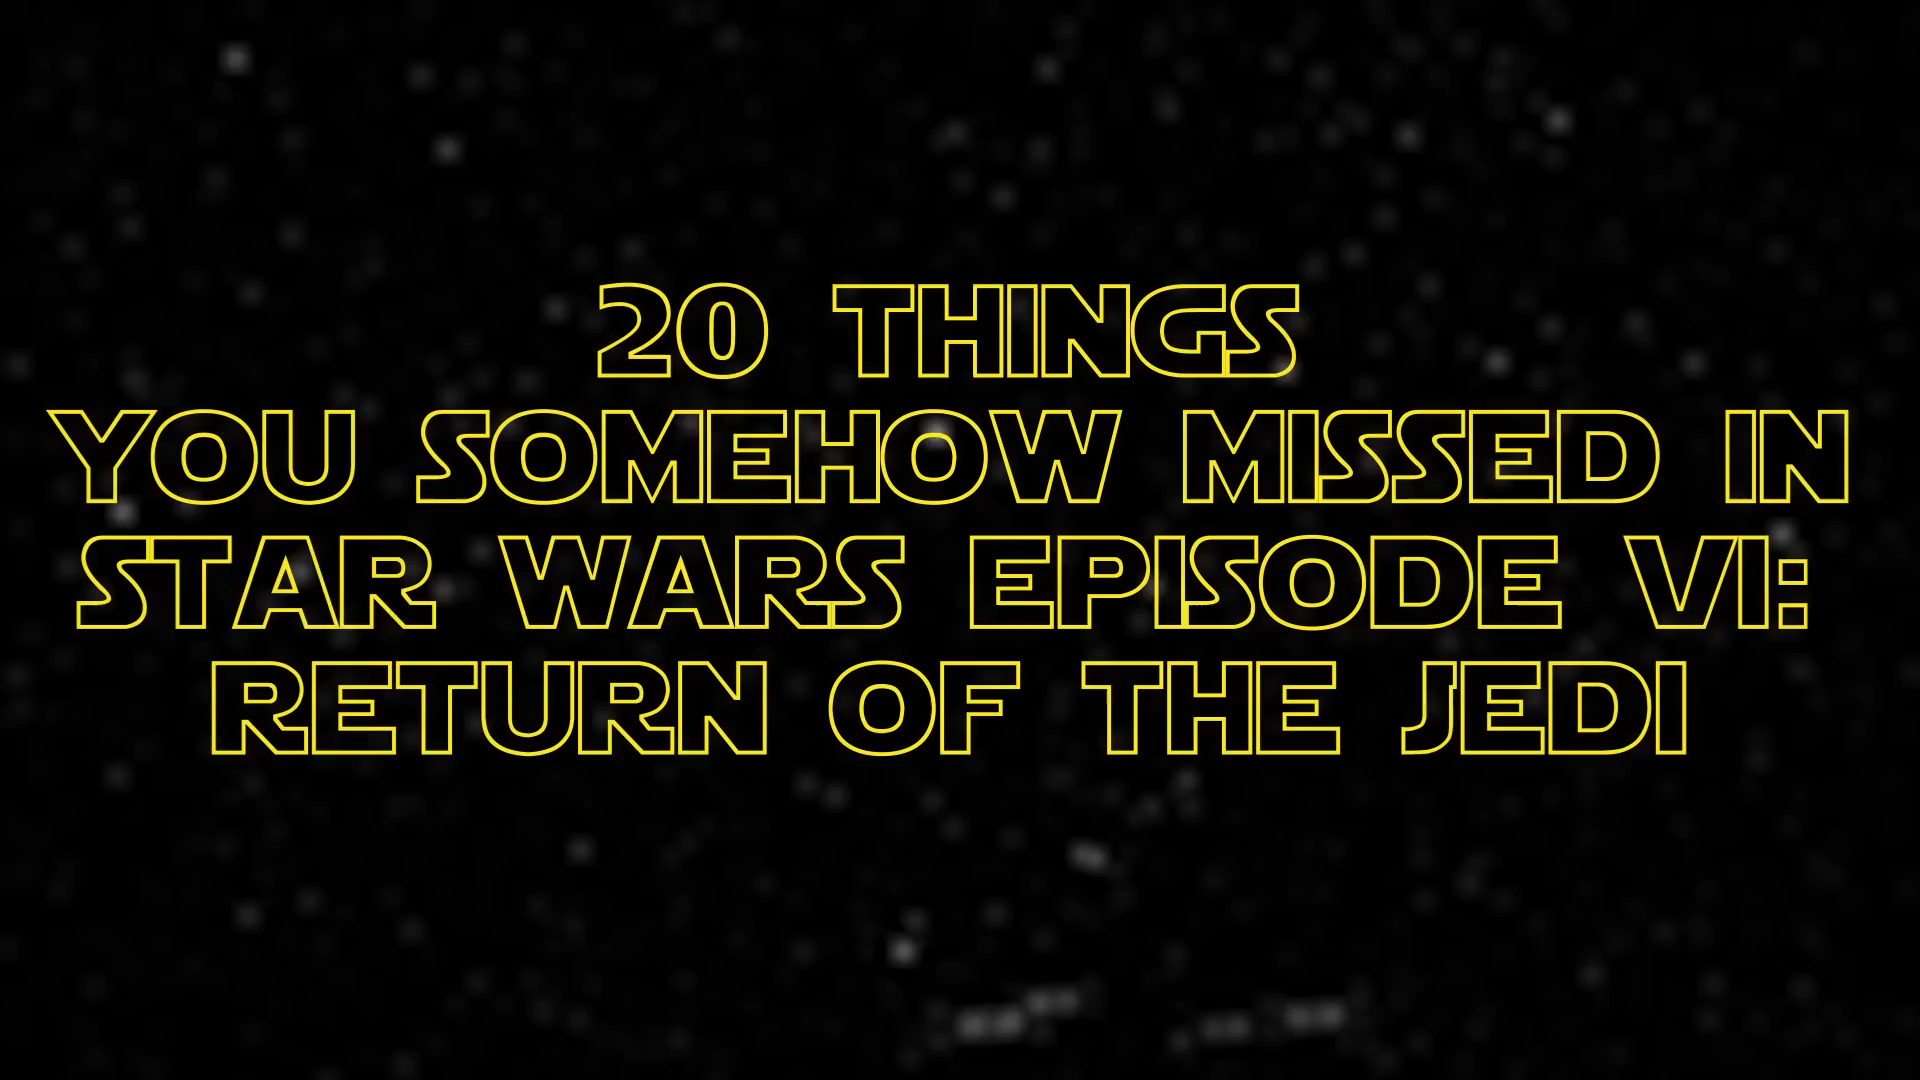 20 THINGS
YOU SOMEHOW MISSED IN
STAR WARS EPISODE VI:
RETURN OF THE JEDI